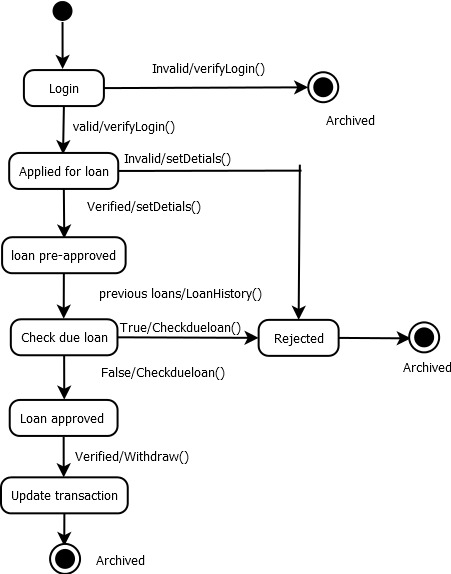 Invalid/verifyLogin()
Login
Archived
valid/verifyLogin()
Invalid/setDetials()
Applied for loan
Verified/setDetials()
loan pre-approved
previous loans/LoanHistory()
True/Checkdueloan()
Check due loan
Rejected
Archived
False/Checkdueloan()
Loan approved
Verified/Withdraw()
Update transaction
Archived